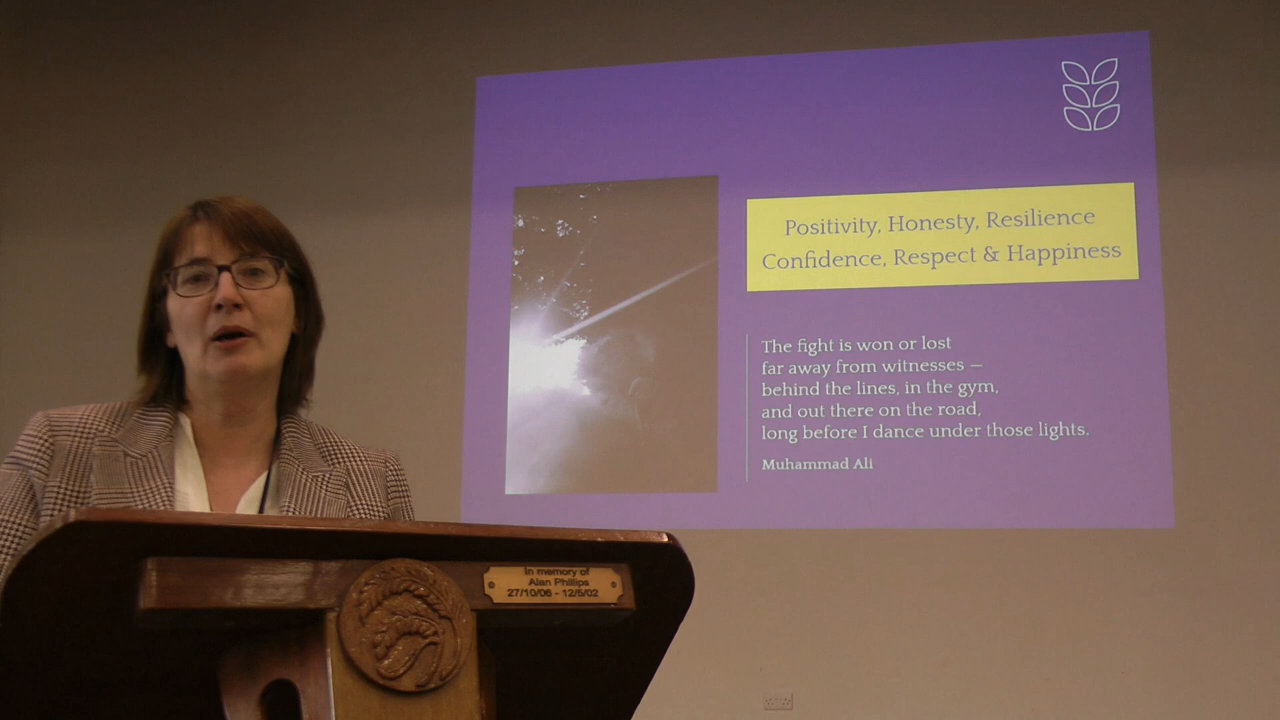 Positivity, Honesty, Resilience
Confidence, Respect & Happiness
The fight is won or lost
far away from witnesses —
behind the lines, in the gym,
and out there on the road,
long before I dance under those lights.
Muhammad Ali
In memory of
Alan Phillips
27/10/06 - 12/5/02